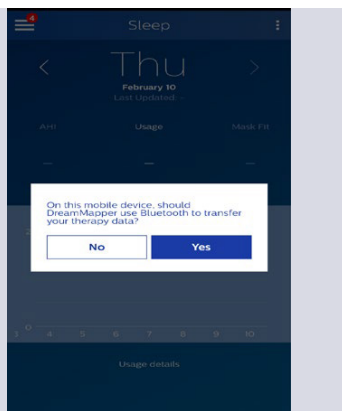 4
Sleep
Thu
February 10
Last Updated: -
AHI
Usage
Mask Fit
On this mobile device, should
DreamMapper use Bluetooth to transfer
your therapy data?
No
Yes
2
0
3 4 5 6 7 8 9 10
Usage details